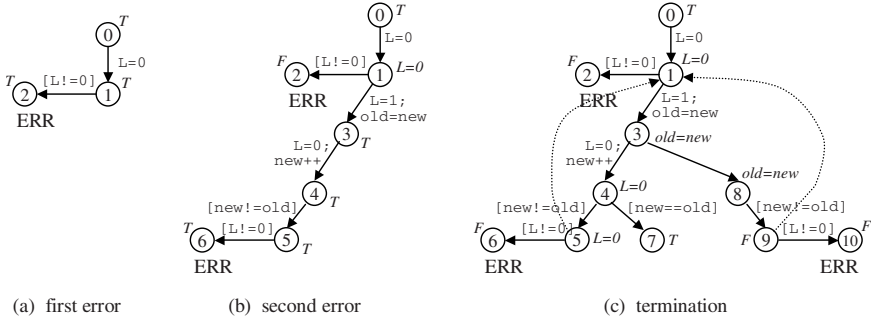 0 T
L=0
T 2 [L!=0] 1 T
ERR
(a) first error
0 T
L=0
F 2 [L!=0] 1 L=0
ERR
L=1;
old=new
3 T
L=0;
new++
4 T
[new!=old]
T 6 [L!=0] 5 T
ERR
(b) second error
0 T
L=0
F 2 [L!=0] 1 L=0
ERR
L=1;
old=new
3 old=new
L=0;
new++
4 L=0
old=new
8
[new!=old] [new==old] [new!=old]
F 6 [L!=0] 5 L=0 7 T F 9 [L!=0] 10 F
ERR ERR
(c) termination